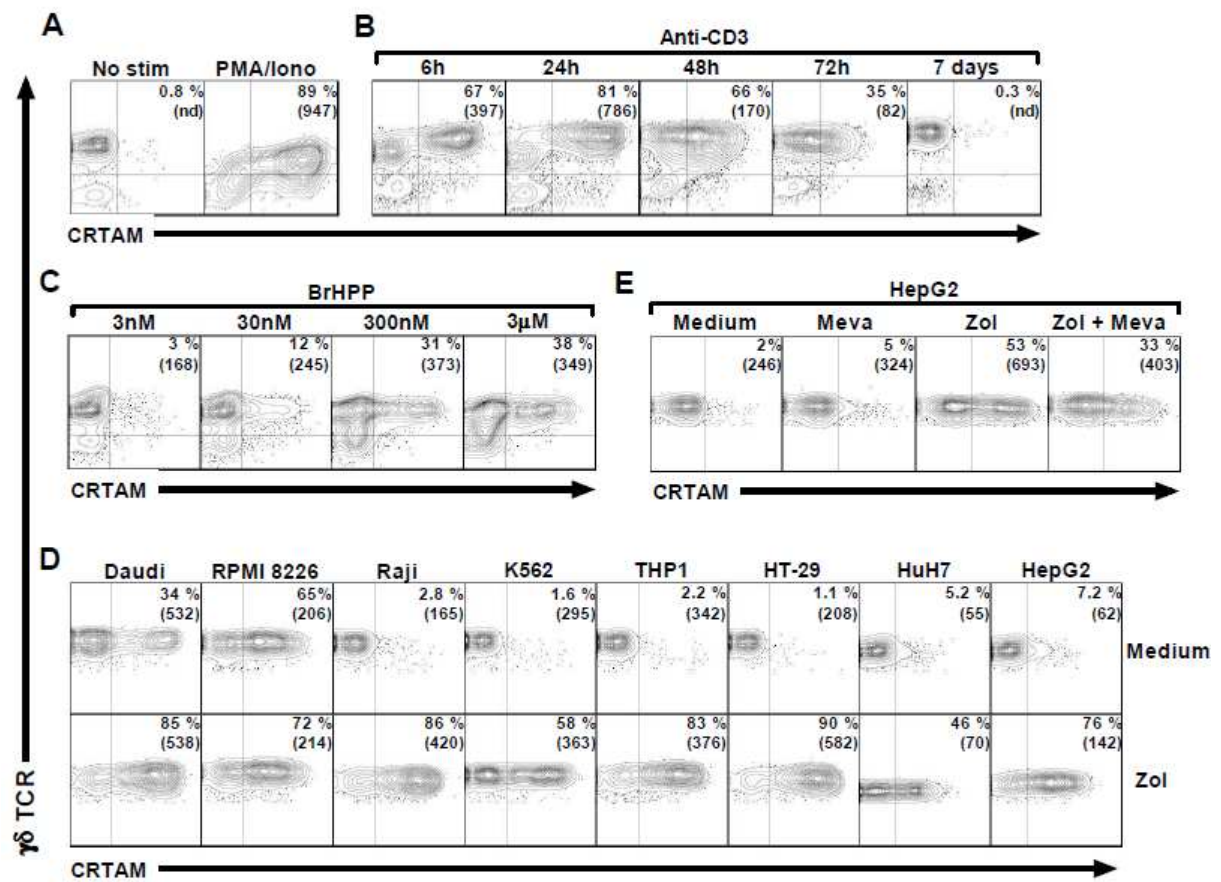 A
No stim PMA/Iono
0.8 % 89 %
(nd) (947)
B
Anti-CD3
6h 24h 48h 72h 7 days
67 % 81 % 66 % 35 % 0.3 %
(397) (786) (170) (82) (nd)
CRTAM
C
BrHPP
3nM 30nM 300nM 3μM
3 % 12 % 31 % 38 %
(168) (245) (373) (349)
CRTAM
E
HepG2
Medium Meva Zol Zol + Meva
2% 5 % 53 % 33 %
(246) (324) (693) (403)
CRTAM
D
Daudi RPMI 8226 Raji K562 THP1 HT-29 HuH7 HepG2
34 % 65% 2.8 % 1.6 % 2.2 % 1.1 % 5.2 % 7.2 %
(532) (206) (165) (295) (342) (208) (55) (62)
Medium
85 % 72 % 86 % 58 % 83 % 90 % 46 % 76 %
(538) (214) (420) (363) (376) (582) (70) (142)
Zol
CRTAM
γδ TCR